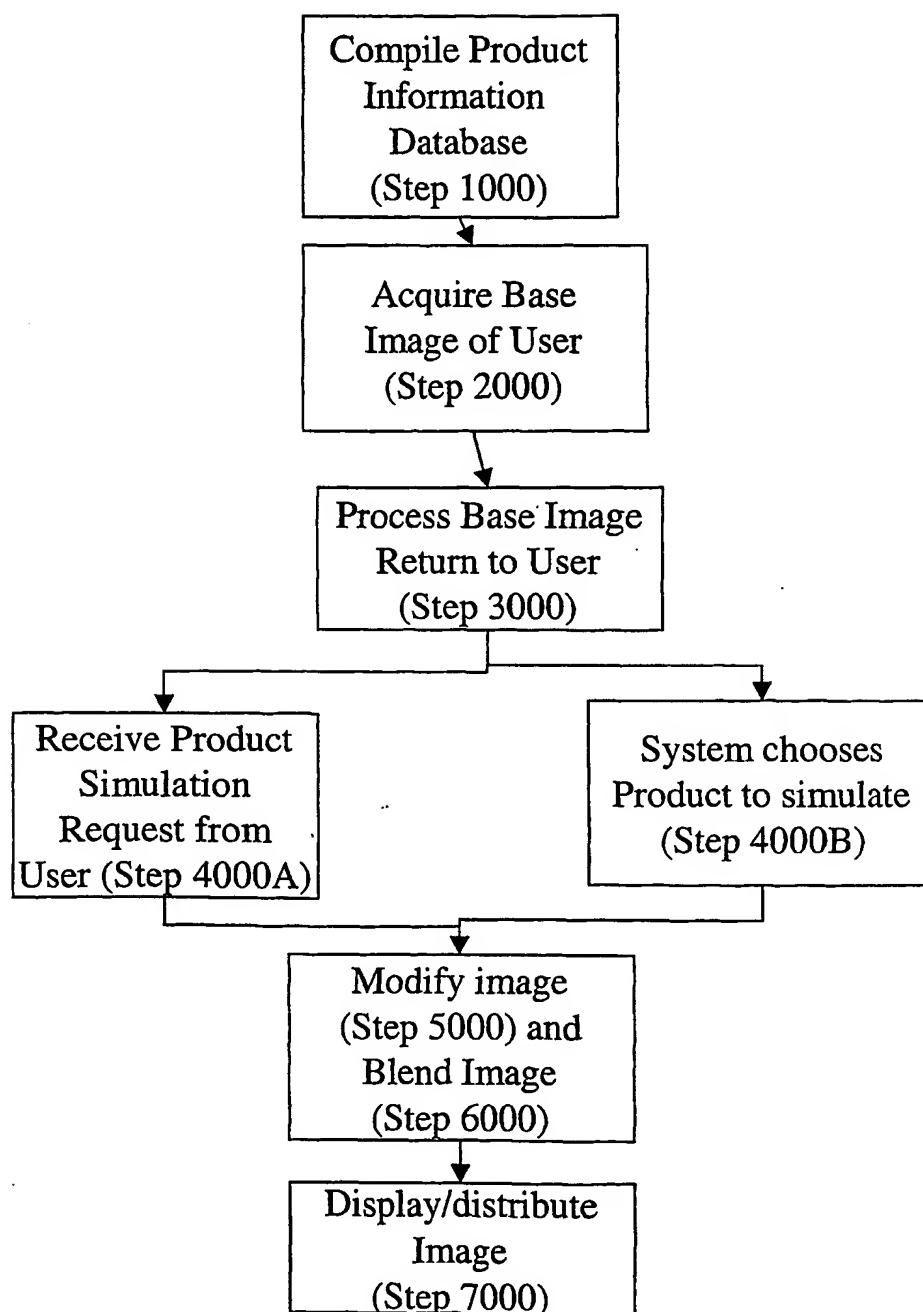 Compile Product
Information
Database
(Step 1000)
Acquire Base
Image of User
(Step 2000)
Process Base Image
Return to User
(Step 3000)
Receive Product
Simulation
Request from
User (Step 4000A)
System chooses
Product to simulate
(Step 4000B)
Modify image
(Step 5000) and
Blend Image
(Step 6000)
Display/distribute
Image
(Step 7000)